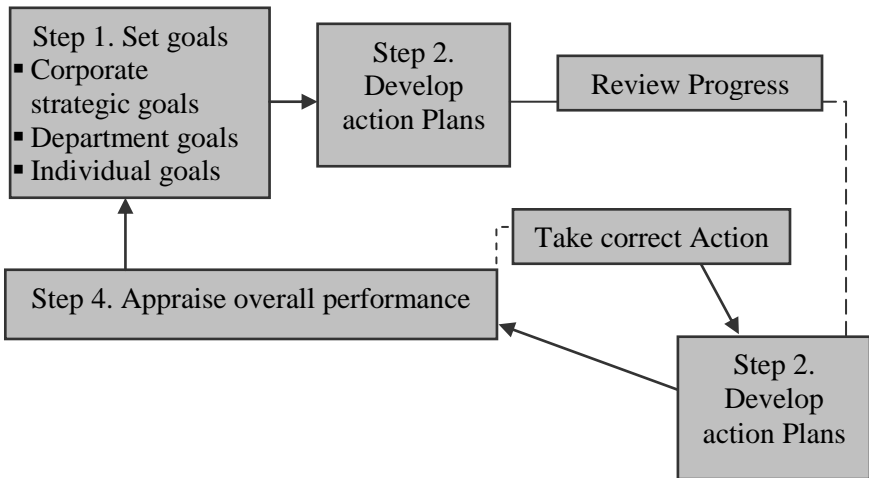 Step 1. Set goals
▪ Corporate
strategic goals
▪ Department goals
▪ Individual goals
Step 2.
Develop
action Plans
Review Progress
Take correct Action
Step 4. Appraise overall performance
Step 2.
Develop
action Plans